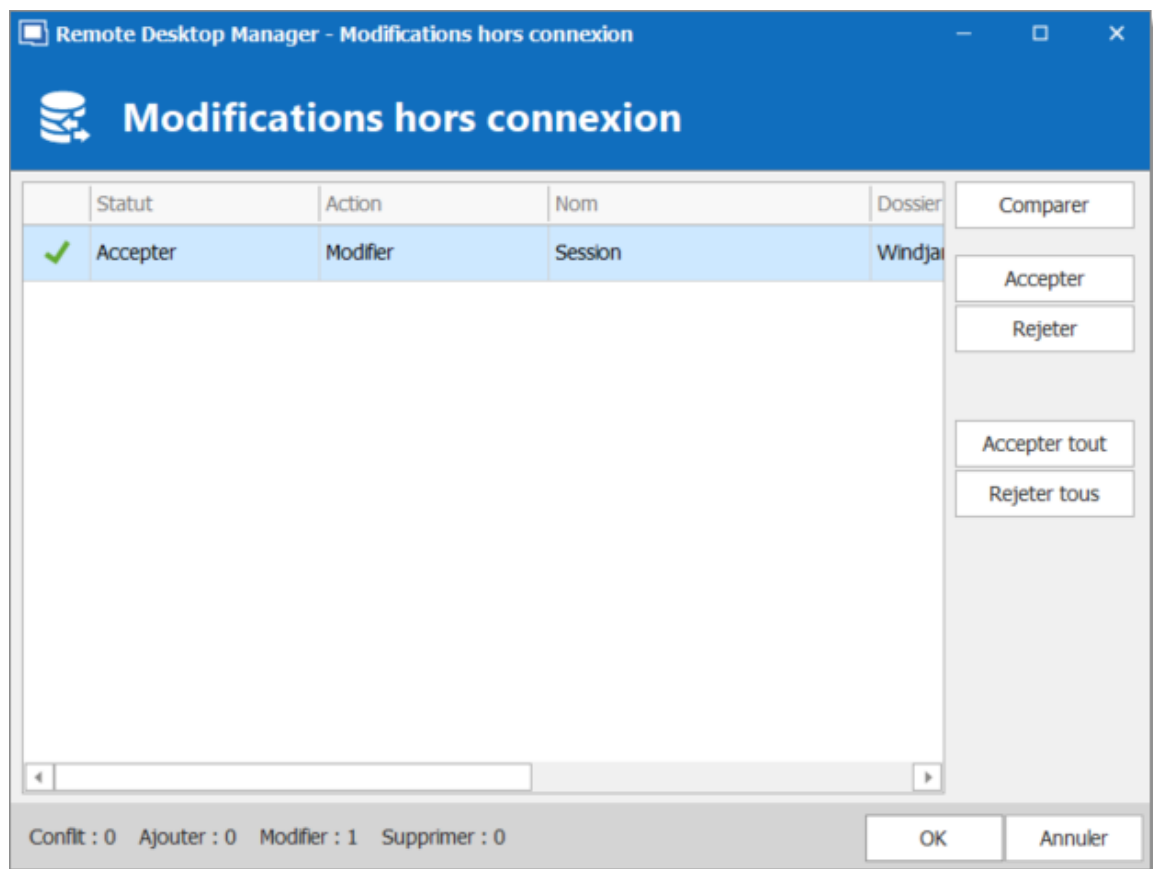 Remote Desktop Manager - Modifications hors connexion
Modifications hors connexion
Statut Action Nom Dossier
Accepter Modifier Session
Comparer
Accepter
Rejeter
Accepter tout
Rejeter tous
Conflit : 0 Ajouter : 0 Modifier : 1 Supprimer : 0
OK Annuler